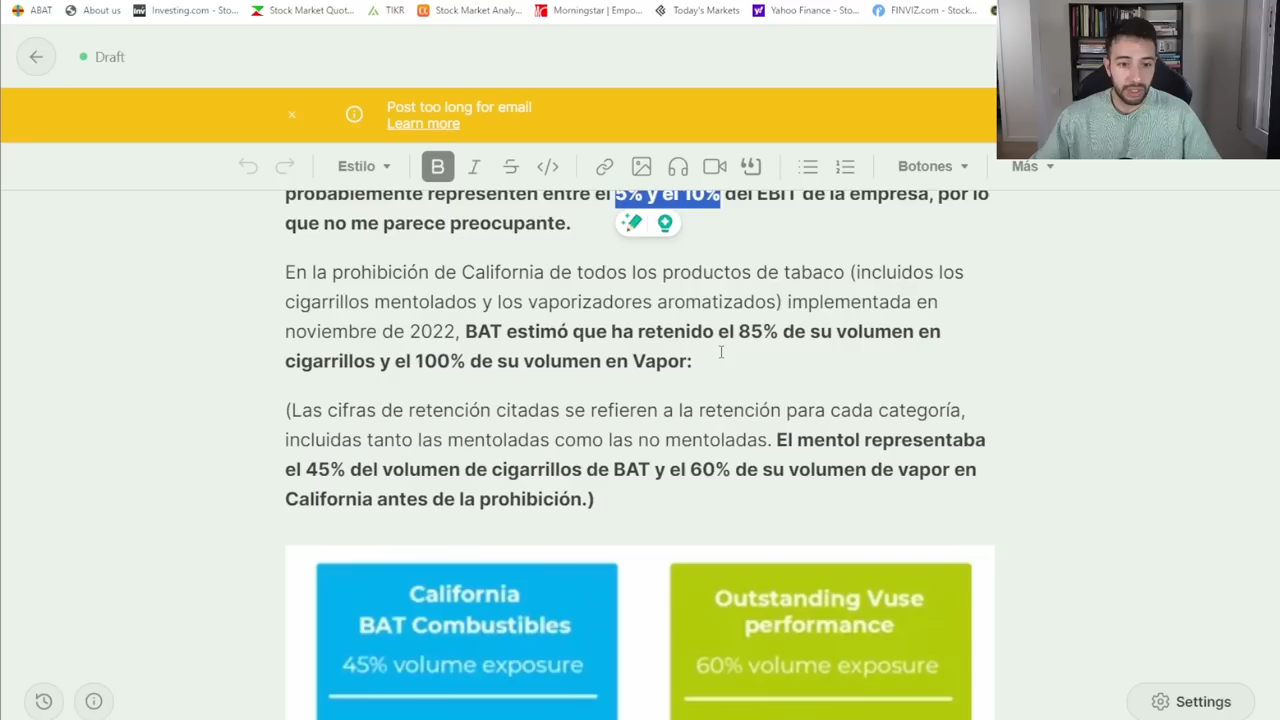 ABAT About us Investing.com - Sto... Stock Market Quot... TIKR Stock Market Analy... Morningstar | Empo... Today's Markets Yahoo Finance - Sto... FINVIZ.com - Stock...
Draft
Post too long for email
Learn more
Estilo B I S Botones Más
probablemente representen entre el 5% y el 10% del EBIT de la empresa, por lo
que no me parece preocupante.
En la prohibición de California de todos los productos de tabaco (incluidos los
cigarrillos mentolados y los vaporizadores aromatizados) implementada en
noviembre de 2022, BAT estimó que ha retenido el 85% de su volumen en
cigarrillos y el 100% de su volumen en Vapor:
(Las cifras de retención citadas se refieren a la retención para cada categoría,
incluidas tanto las mentoladas como las no mentoladas. El mentol representaba
el 45% del volumen de cigarrillos de BAT y el 60% de su volumen de vapor en
California antes de la prohibición.)
California
BAT Combustibles
45% volume exposure
Outstanding Vuse
performance
60% volume exposure
Settings